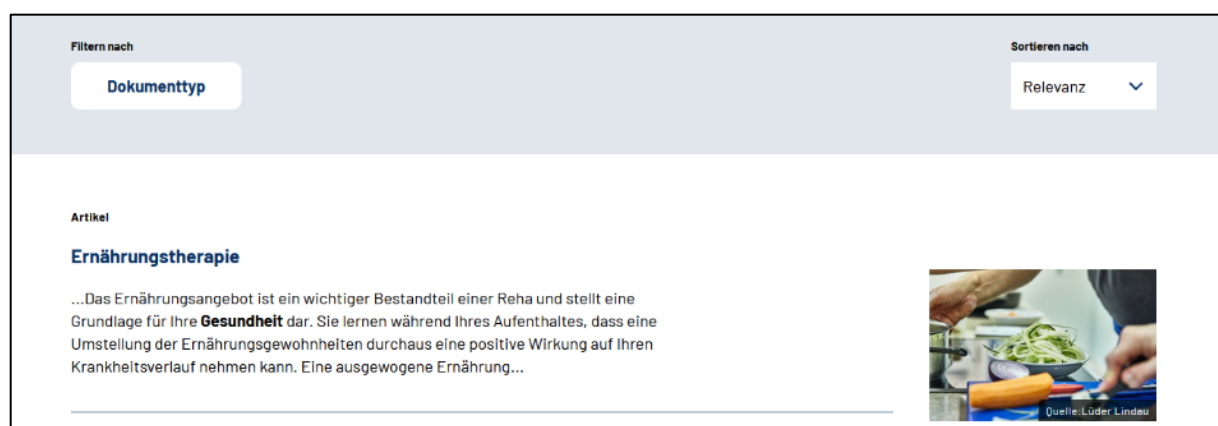 Filtern nach
Sortieren nach
Dokumenttyp
Relevanz
Artikel
Ernährungstherapie
...Das Ernährungsangebot ist ein wichtiger Bestandteil einer Reha und stellt eine
Grundlage für Ihre Gesundheit dar. Sie lernen während Ihres Aufenthaltes, dass eine
Umstellung der Ernährungsgewohnheiten durchaus eine positive Wirkung auf Ihren
Krankheitsverlauf nehmen kann. Eine ausgewogene Ernährung...
Quelle:Lüder Lindau